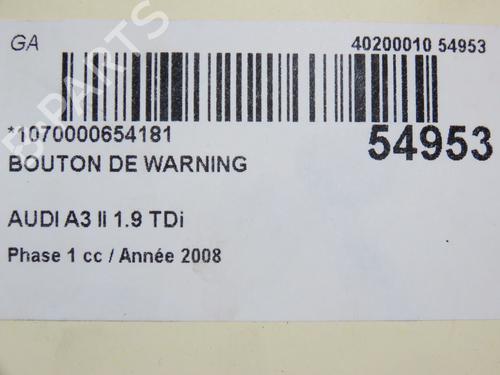 GA
40200010 54953
*1070000654181
54953
BOUTON DE WARNING
AUDI A3 II 1.9 TDi
Phase 1 cc / Année 2008